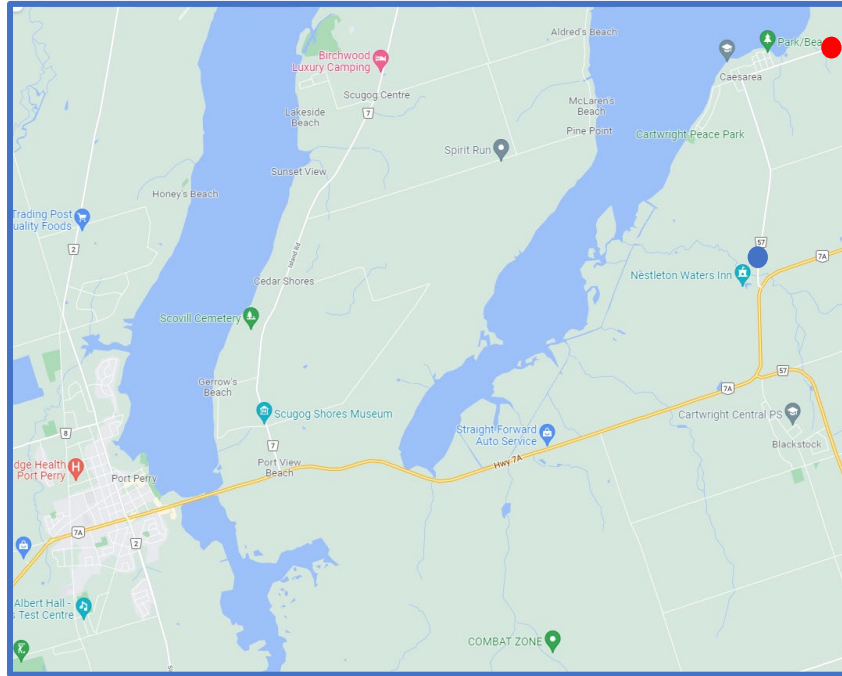 Aldred's Beach
Park/Bea
Birchwood
Luxury Camping
Caesarea
Scugog Centre
McLaren's
Beach
Lakeside
Beach
7
Pine Point
Cartwright Peace Park
Spirit Run
Sunset View
Honey's Beach
Trading Post
uality Foods
2
57
7A
Island Rd
Nestleton Waters Inn
Cedar Shores
Scovill Cemetery
57
Gerrow's
Beach
7A
Scugog Shores Museum
Cartwright Central PS
Straight Forward
Auto Service
8
7
Blackstock
Hwy 7A
dge Health
Port Perry
H
Port View
Beach
Port Perry
7A
2
Albert Hall -
s Test Centre
COMBAT ZONE